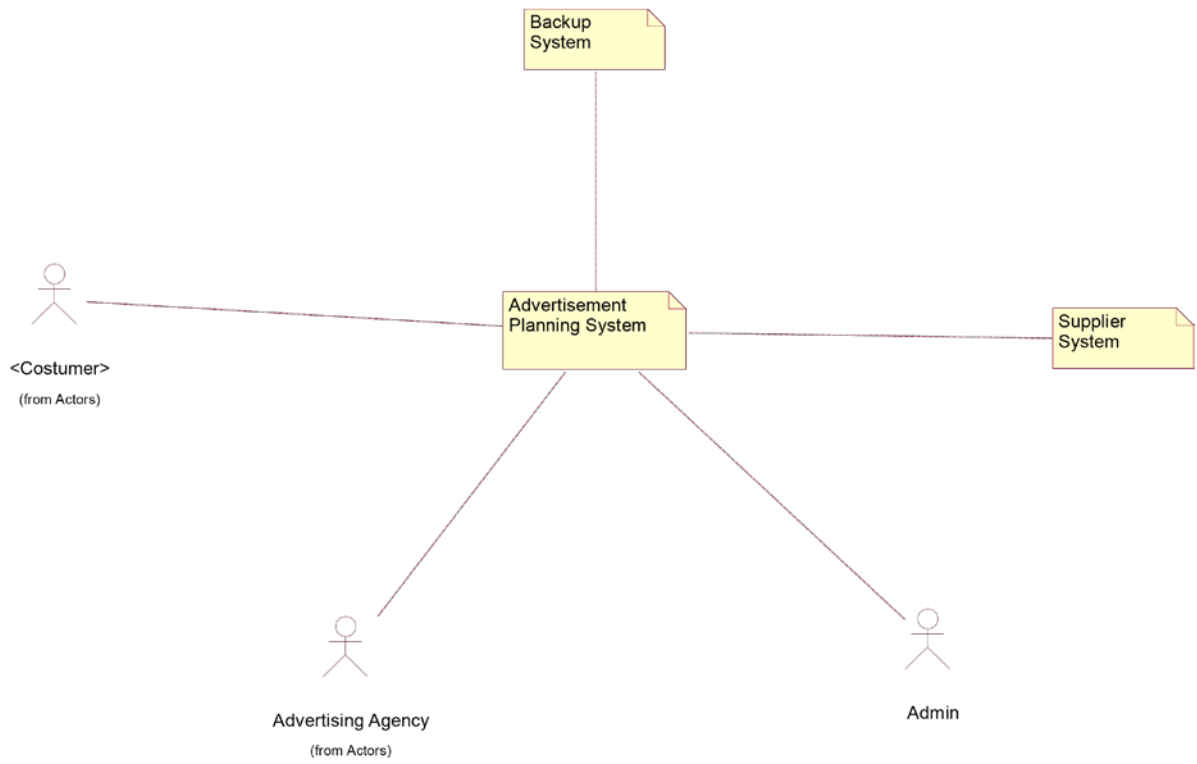 Backup
System
Advertisement
Planning System
Supplier
System
<Costumer>
(from Actors)
Advertising Agency
(from Actors)
Admin